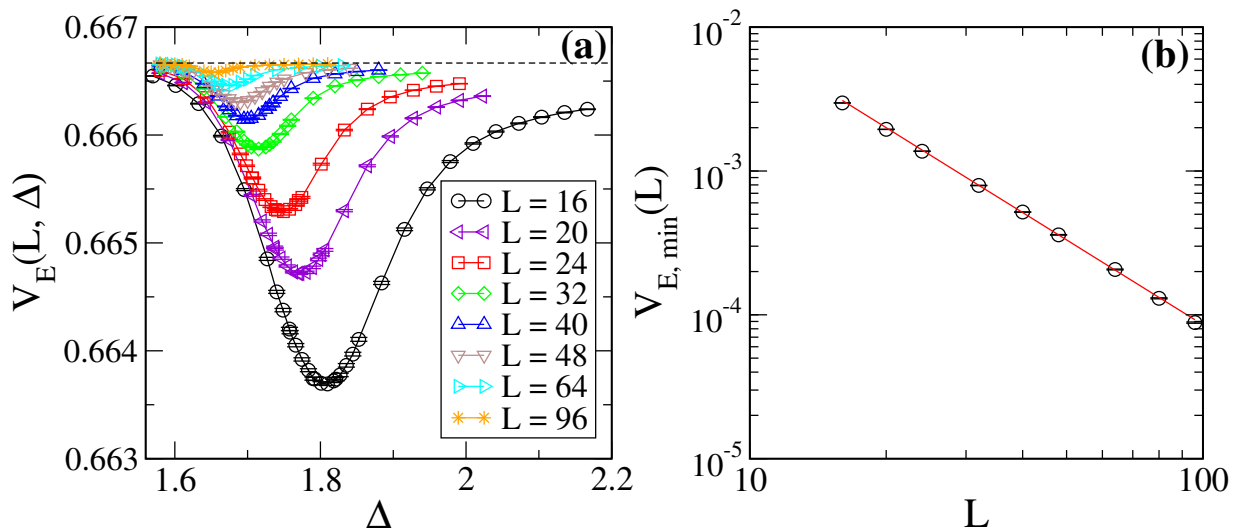 (a)
0.667
0.666
0.665
0.664
0.663
V_E(L, Δ)
1.6 1.8 2 2.2
Δ
L = 16
L = 20
L = 24
L = 32
L = 40
L = 48
L = 64
L = 96
(b)
10^-2
10^-3
10^-4
10^-5
V_E, min(L)
10 100
L